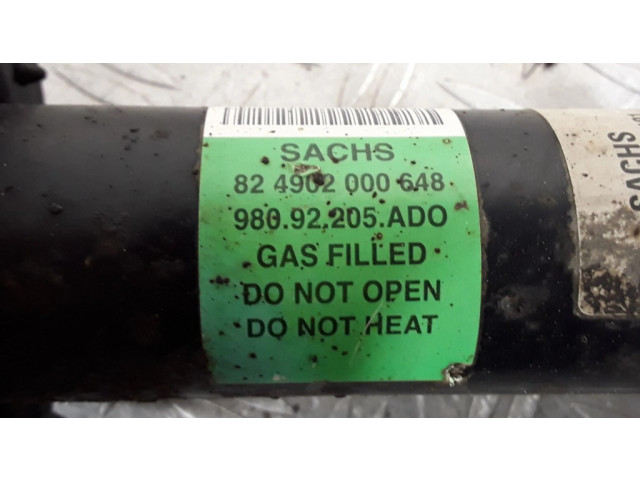 SACHS
82 4902 000 648
980.92.205.ADO
GAS FILLED
DO NOT OPEN
DO NOT HEAT
SACHS